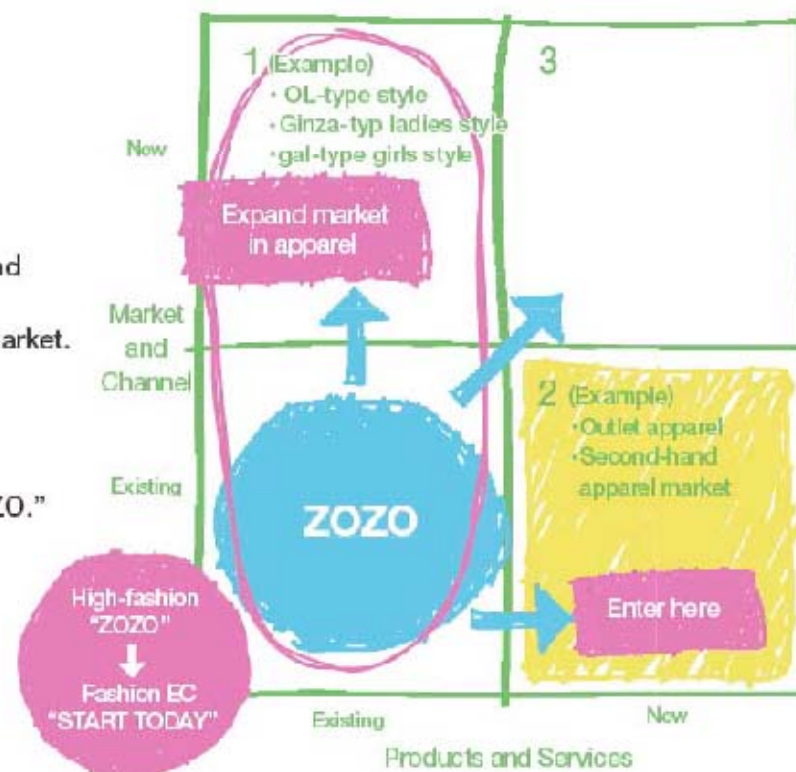 1 (Example)
・OL-type style
・Ginza-typ ladies style
・gal-type girls style
3
New
Expand market
in apparel
nd
arket.
Market
and
Channel
2 (Example)
・Outlet apparel
・Second-hand
apparel market
Existing
ZOZO
ZO."
High-fashion
"ZOZO"
Fashion EC
"START TODAY"
Enter here
Existing
New
Products and Services